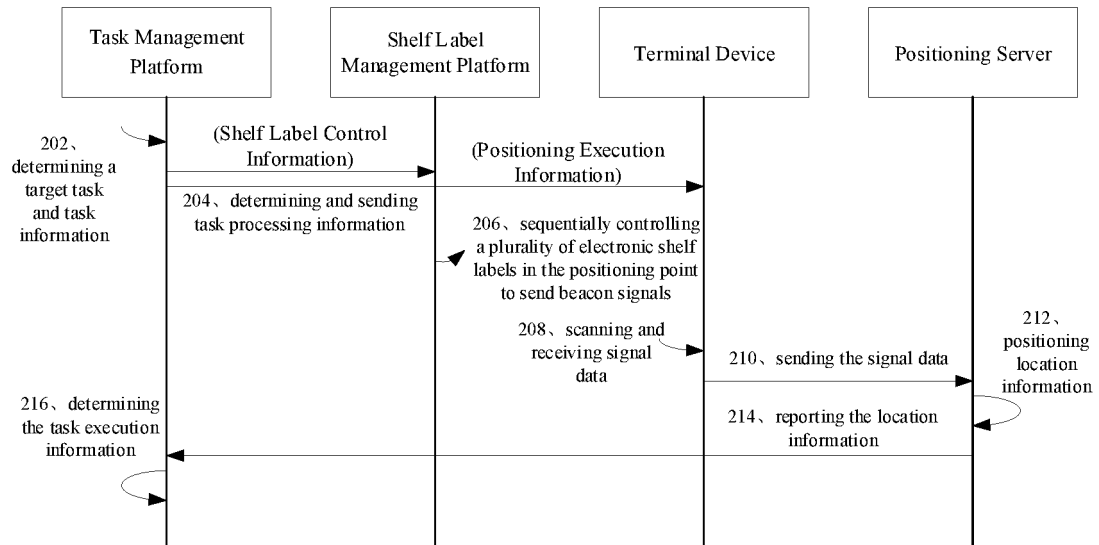 Task Management
Platform
Shelf Label
Management Platform
Terminal Device
Positioning Server
202、
determining a
target task
and task
information
(Shelf Label Control
Information)
(Positioning Execution
Information)
204、determining and sending
task processing information
206、sequentially controlling
a plurality of electronic shelf
labels in the positioning point
to send beacon signals
208、scanning and
receiving signal
data
210、sending the signal data
212、
positioning
location
information
214、reporting the location
information
216、determining
the task execution
information